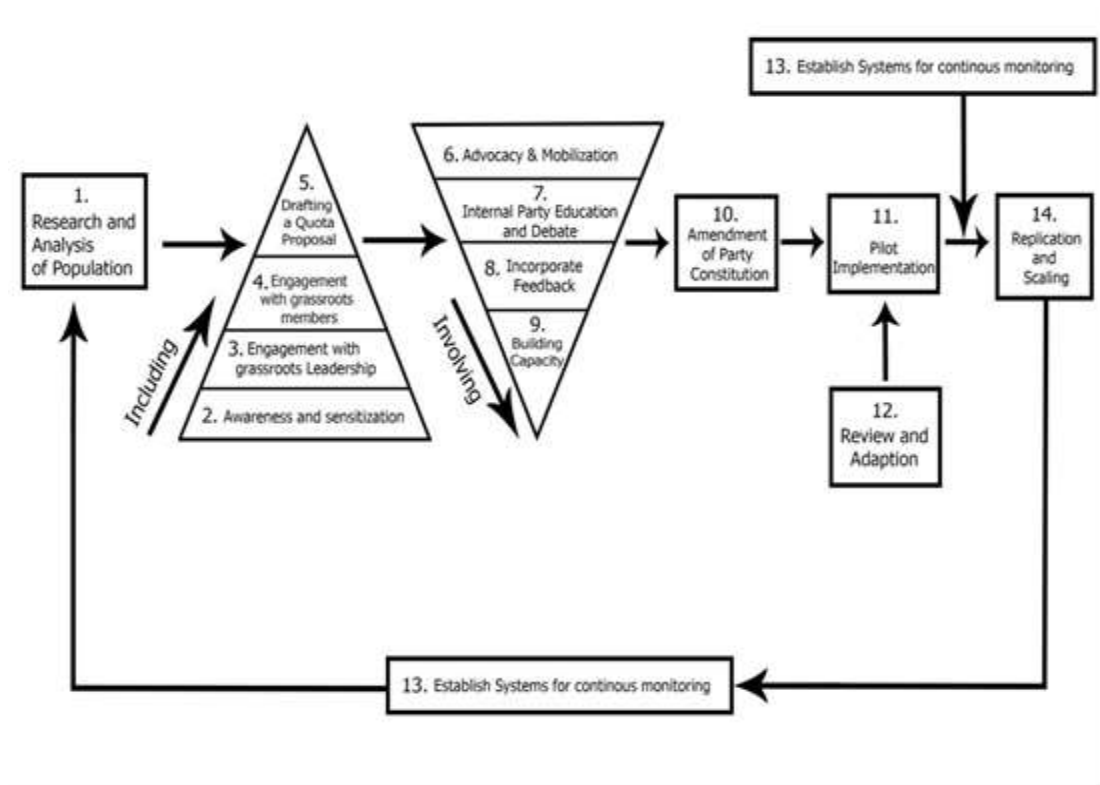 13. Establish Systems for continous monitoring
1.
Research and
Analysis
of Population
Including
5.
Drafting
a Quota
Proposal
4. Engagement
with grassroots
members
3. Engagement with
grassroots Leadership
2. Awareness and sensitization
6. Advocacy & Mobilization
7.
Internal Party Education
and Debate
8. Incorporate
Feedback
9.
Building
Capacity
Involving
10.
Amendment
of Party
Constitution
11.
Pilot
Implementation
12.
Review and
Adaption
14.
Replication
and
Scaling
13. Establish Systems for continous monitoring